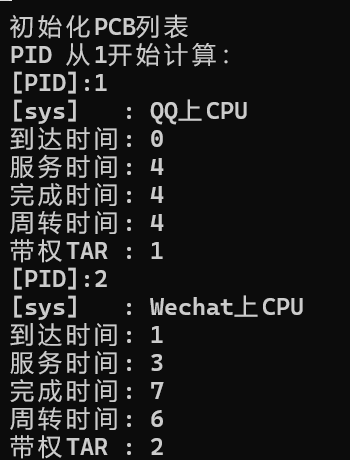 初始化PCB列表
PID 从1开始计算：
[PID]:1
[sys]   : QQ上CPU
到达时间: 0
服务时间: 4
完成时间: 4
周转时间: 4
带权TAR : 1
[PID]:2
[sys]   : Wechat上CPU
到达时间: 1
服务时间: 3
完成时间: 7
周转时间: 6
带权TAR : 2